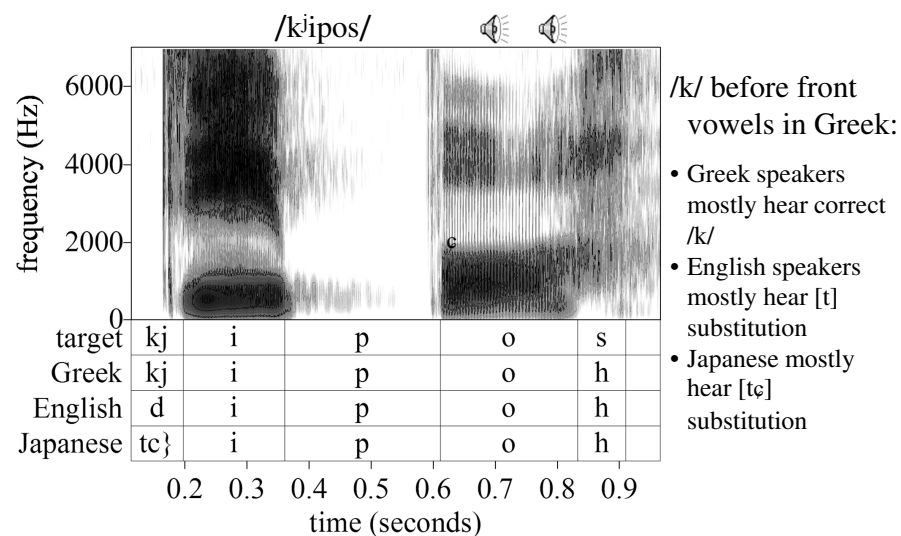 /kʲipos/
6000
4000
2000
0
frequency (Hz)
ç
target kj i p o s
Greek kj i p o h
English d i p o h
Japanese tc} i p o h
0.2 0.3 0.4 0.5 0.6 0.7 0.8 0.9
time (seconds)
/k/ before front
vowels in Greek:
• Greek speakers
mostly hear correct
/k/
• English speakers
mostly hear [t]
substitution
• Japanese mostly
hear [tɕ]
substitution